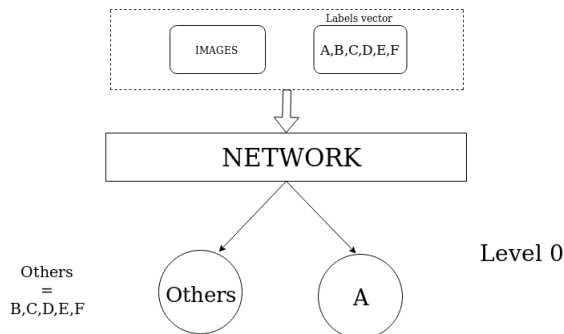 Labels vector
IMAGES
A,B,C,D,E,F
NETWORK
Level 0
Others
=
B,C,D,E,F
Others
A